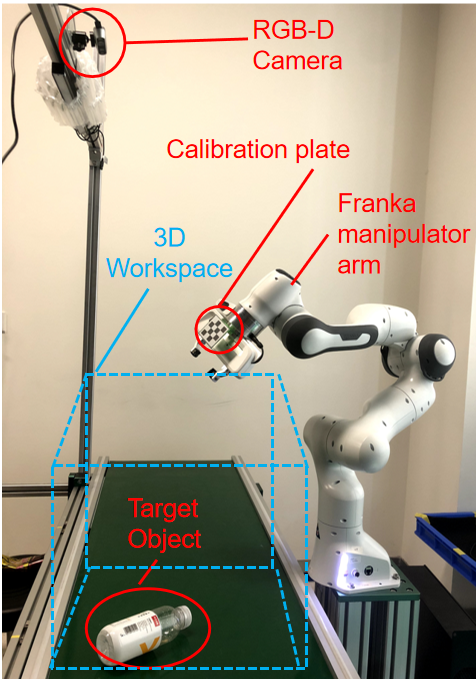 RGB-D
Camera
Calibration plate
Franka
manipulator
arm
3D
Workspace
Target
Object